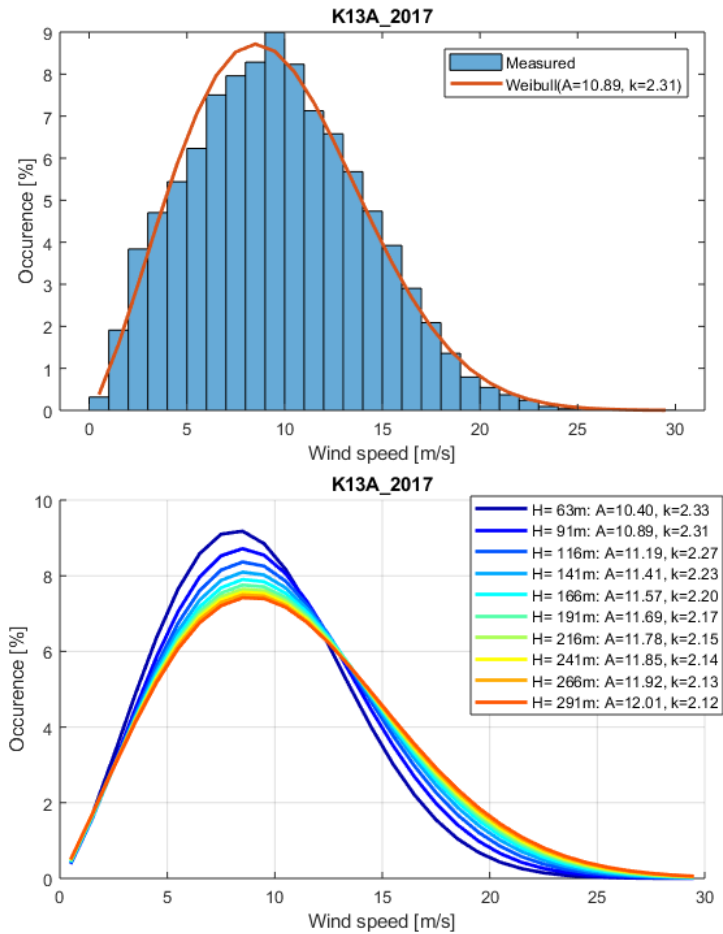 K13A_2017
9
8
7
6
5
4
3
2
1
0
Occurence [%]
Measured
Weibull(A=10.89, k=2.31)
0 5 10 15 20 25 30
Wind speed [m/s]
K13A_2017
10
8
6
4
2
0
Occurence [%]
H= 63m: A=10.40, k=2.33
H= 91m: A=10.89, k=2.31
H= 116m: A=11.19, k=2.27
H= 141m: A=11.41, k=2.23
H= 166m: A=11.57, k=2.20
H= 191m: A=11.69, k=2.17
H= 216m: A=11.78, k=2.15
H= 241m: A=11.85, k=2.14
H= 266m: A=11.92, k=2.13
H= 291m: A=12.01, k=2.12
0 5 10 15 20 25 30
Wind speed [m/s]